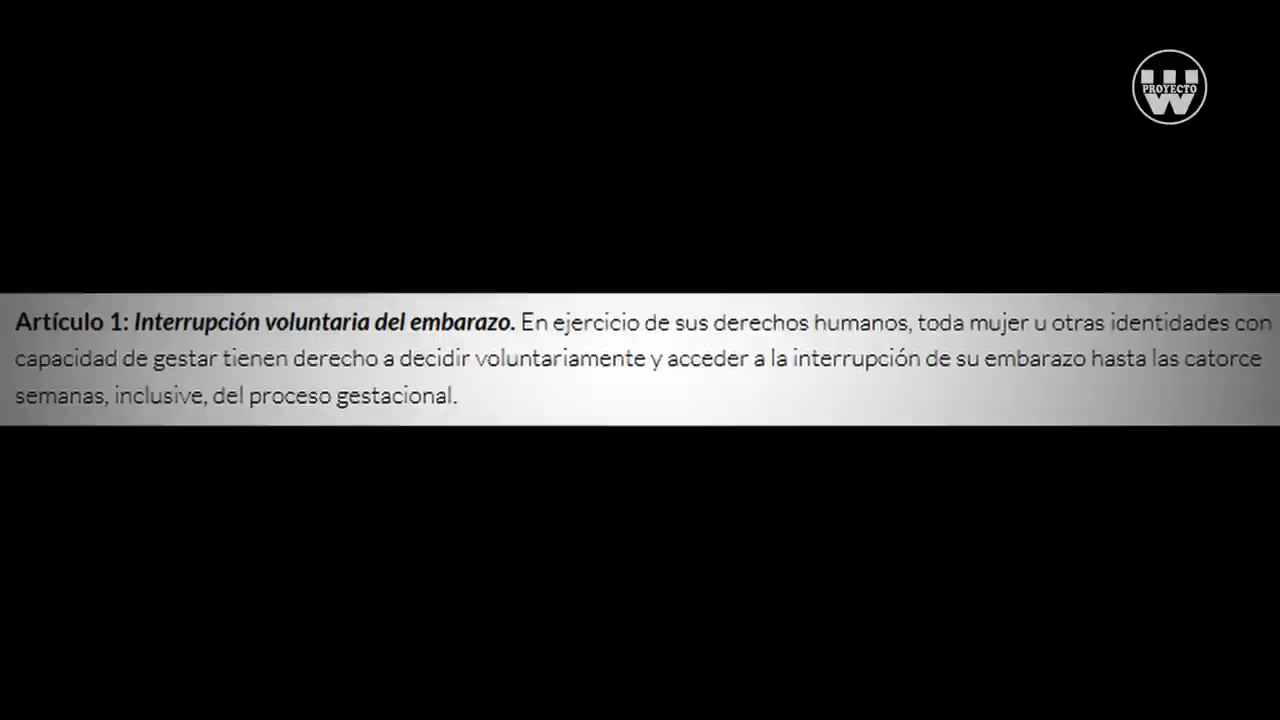 PROYECTO
W
Artículo 1: Interrupción voluntaria del embarazo. En ejercicio de sus derechos humanos, toda mujer u otras identidades con
capacidad de gestar tienen derecho a decidir voluntariamente y acceder a la interrupción de su embarazo hasta las catorce
semanas, inclusive, del proceso gestacional.